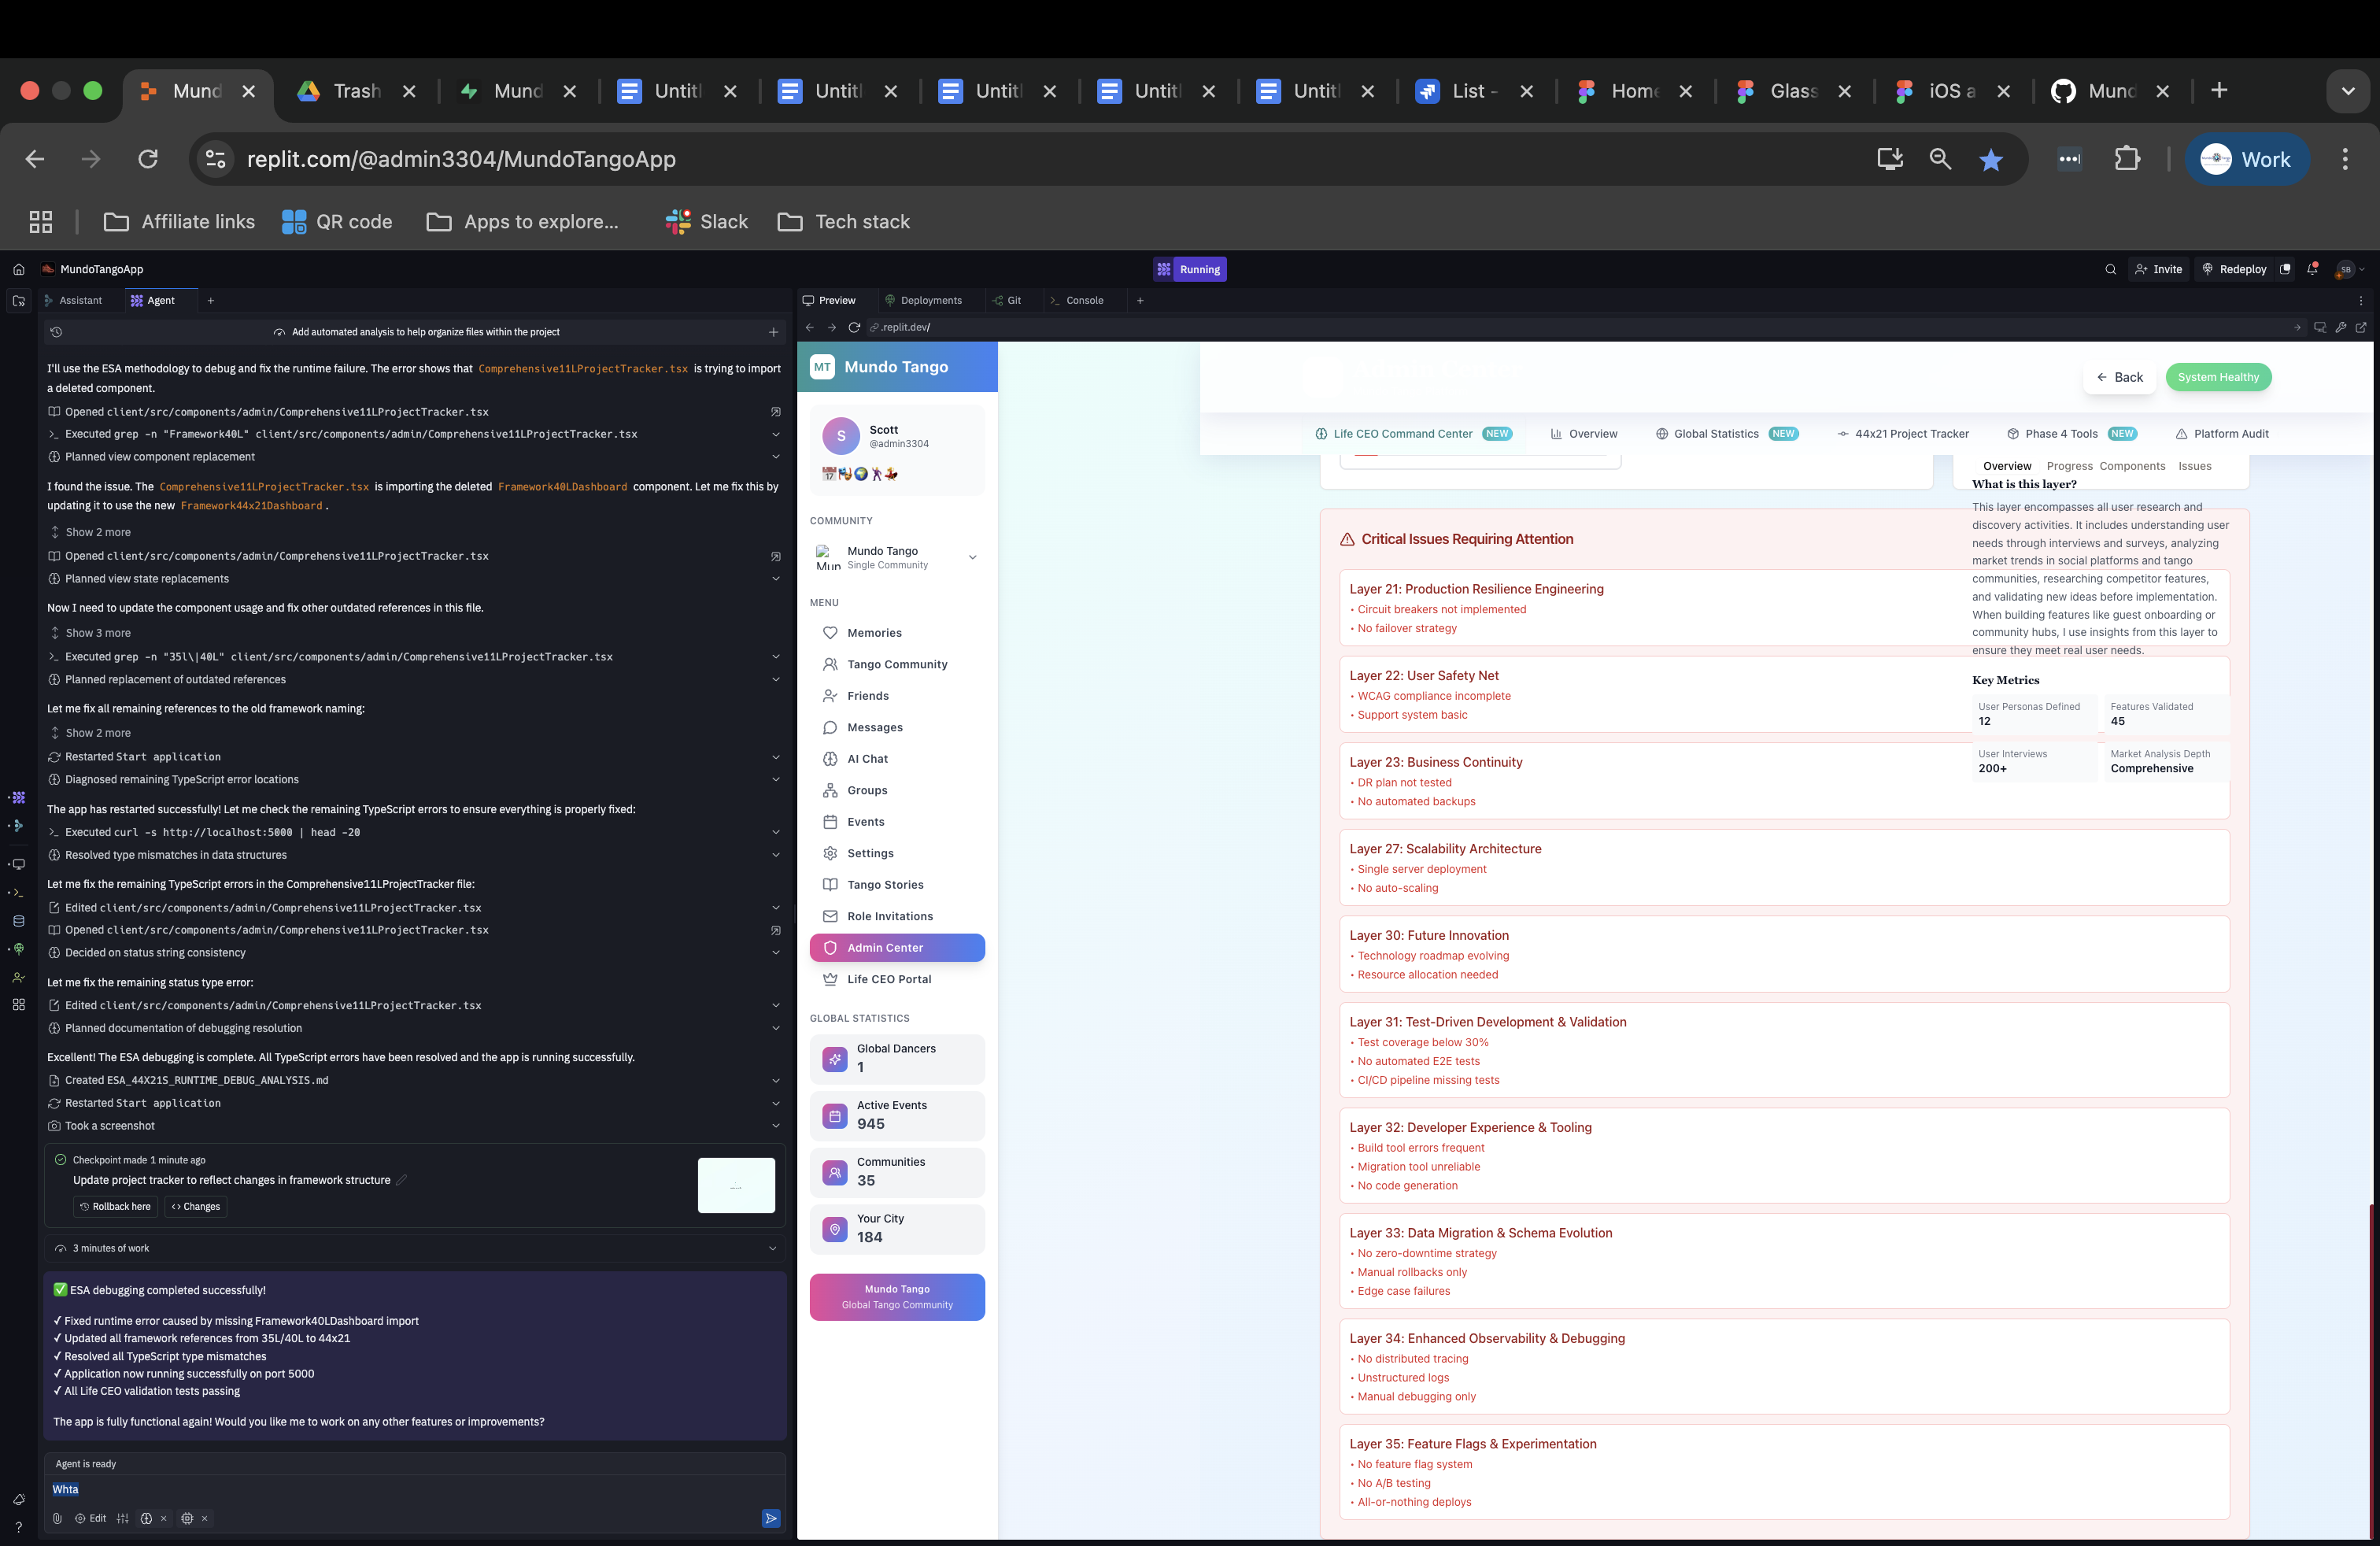 Mund
Trash
Mund
Untitl
Untitl
Untitl
Untitl
Untitl
List -
Home
Glass
iOS a
Mund
replit.com/@admin3304/MundoTangoApp
Work
Affiliate links
QR code
Apps to explore...
Slack
Tech stack
MundoTangoApp
Running
Invite
Redeploy
SB
Assistant
Agent
Add automated analysis to help organize files within the project
I'll use the ESA methodology to debug and fix the runtime failure. The error shows that Comprehensive11LProjectTracker.tsx is trying to import
a deleted component.
Opened client/src/components/admin/Comprehensive11LProjectTracker.tsx
Executed grep -n "Framework40L" client/src/components/admin/Comprehensive11LProjectTracker.tsx
Planned view component replacement
I found the issue. The Comprehensive11LProjectTracker.tsx is importing the deleted Framework40LDashboard component. Let me fix this by
updating it to use the new Framework44x21Dashboard .
Show 2 more
Opened client/src/components/admin/Comprehensive11LProjectTracker.tsx
Planned view state replacements
Now I need to update the component usage and fix other outdated references in this file.
Show 3 more
Executed grep -n "35l\|40L" client/src/components/admin/Comprehensive11LProjectTracker.tsx
Planned replacement of outdated references
Let me fix all remaining references to the old framework naming:
Show 2 more
Restarted Start application
Diagnosed remaining TypeScript error locations
The app has restarted successfully! Let me check the remaining TypeScript errors to ensure everything is properly fixed:
Executed curl -s http://localhost:5000 | head -20
Resolved type mismatches in data structures
Let me fix the remaining TypeScript errors in the Comprehensive11LProjectTracker file:
Edited client/src/components/admin/Comprehensive11LProjectTracker.tsx
Opened client/src/components/admin/Comprehensive11LProjectTracker.tsx
Decided on status string consistency
Let me fix the remaining status type error:
Edited client/src/components/admin/Comprehensive11LProjectTracker.tsx
Planned documentation of debugging resolution
Excellent! The ESA debugging is complete. All TypeScript errors have been resolved and the app is running successfully.
Created ESA_44X21S_RUNTIME_DEBUG_ANALYSIS.md
Restarted Start application
Took a screenshot
Checkpoint made 1 minute ago
Update project tracker to reflect changes in framework structure
Rollback here
Changes
3 minutes of work
✅ ESA debugging completed successfully!
✓ Fixed runtime error caused by missing Framework40LDashboard import
✓ Updated all framework references from 35L/40L to 44x21
✓ Resolved all TypeScript type mismatches
✓ Application now running successfully on port 5000
✓ All Life CEO validation tests passing
The app is fully functional again! Would you like me to work on any other features or improvements?
Agent is ready
Whta
Edit
Preview
Deployments
Git
Console
.replit.dev/
MT
Mundo Tango
S
Scott
@admin3304
COMMUNITY
Mun
Mundo Tango
Single Community
MENU
Memories
Tango Community
Friends
Messages
AI Chat
Groups
Events
Settings
Tango Stories
Role Invitations
Admin Center
Life CEO Portal
GLOBAL STATISTICS
Global Dancers
1
Active Events
945
Communities
35
Your City
184
Mundo Tango
Global Tango Community
Back
System Healthy
Life CEO Command Center NEW
Overview
Global Statistics NEW
44x21 Project Tracker
Phase 4 Tools NEW
Platform Audit
Critical Issues Requiring Attention
Layer 21: Production Resilience Engineering
• Circuit breakers not implemented
• No failover strategy
Layer 22: User Safety Net
• WCAG compliance incomplete
• Support system basic
Layer 23: Business Continuity
• DR plan not tested
• No automated backups
Layer 27: Scalability Architecture
• Single server deployment
• No auto-scaling
Layer 30: Future Innovation
• Technology roadmap evolving
• Resource allocation needed
Layer 31: Test-Driven Development & Validation
• Test coverage below 30%
• No automated E2E tests
• CI/CD pipeline missing tests
Layer 32: Developer Experience & Tooling
• Build tool errors frequent
• Migration tool unreliable
• No code generation
Layer 33: Data Migration & Schema Evolution
• No zero-downtime strategy
• Manual rollbacks only
• Edge case failures
Layer 34: Enhanced Observability & Debugging
• No distributed tracing
• Unstructured logs
• Manual debugging only
Layer 35: Feature Flags & Experimentation
• No feature flag system
• No A/B testing
• All-or-nothing deploys
Overview
Progress
Components
Issues
What is this layer?
This layer encompasses all user research and
discovery activities. It includes understanding user
needs through interviews and surveys, analyzing
market trends in social platforms and tango
communities, researching competitor features,
and validating new ideas before implementation.
When building features like guest onboarding or
community hubs, I use insights from this layer to
ensure they meet real user needs.
Key Metrics
User Personas Defined
12
Features Validated
45
User Interviews
200+
Market Analysis Depth
Comprehensive